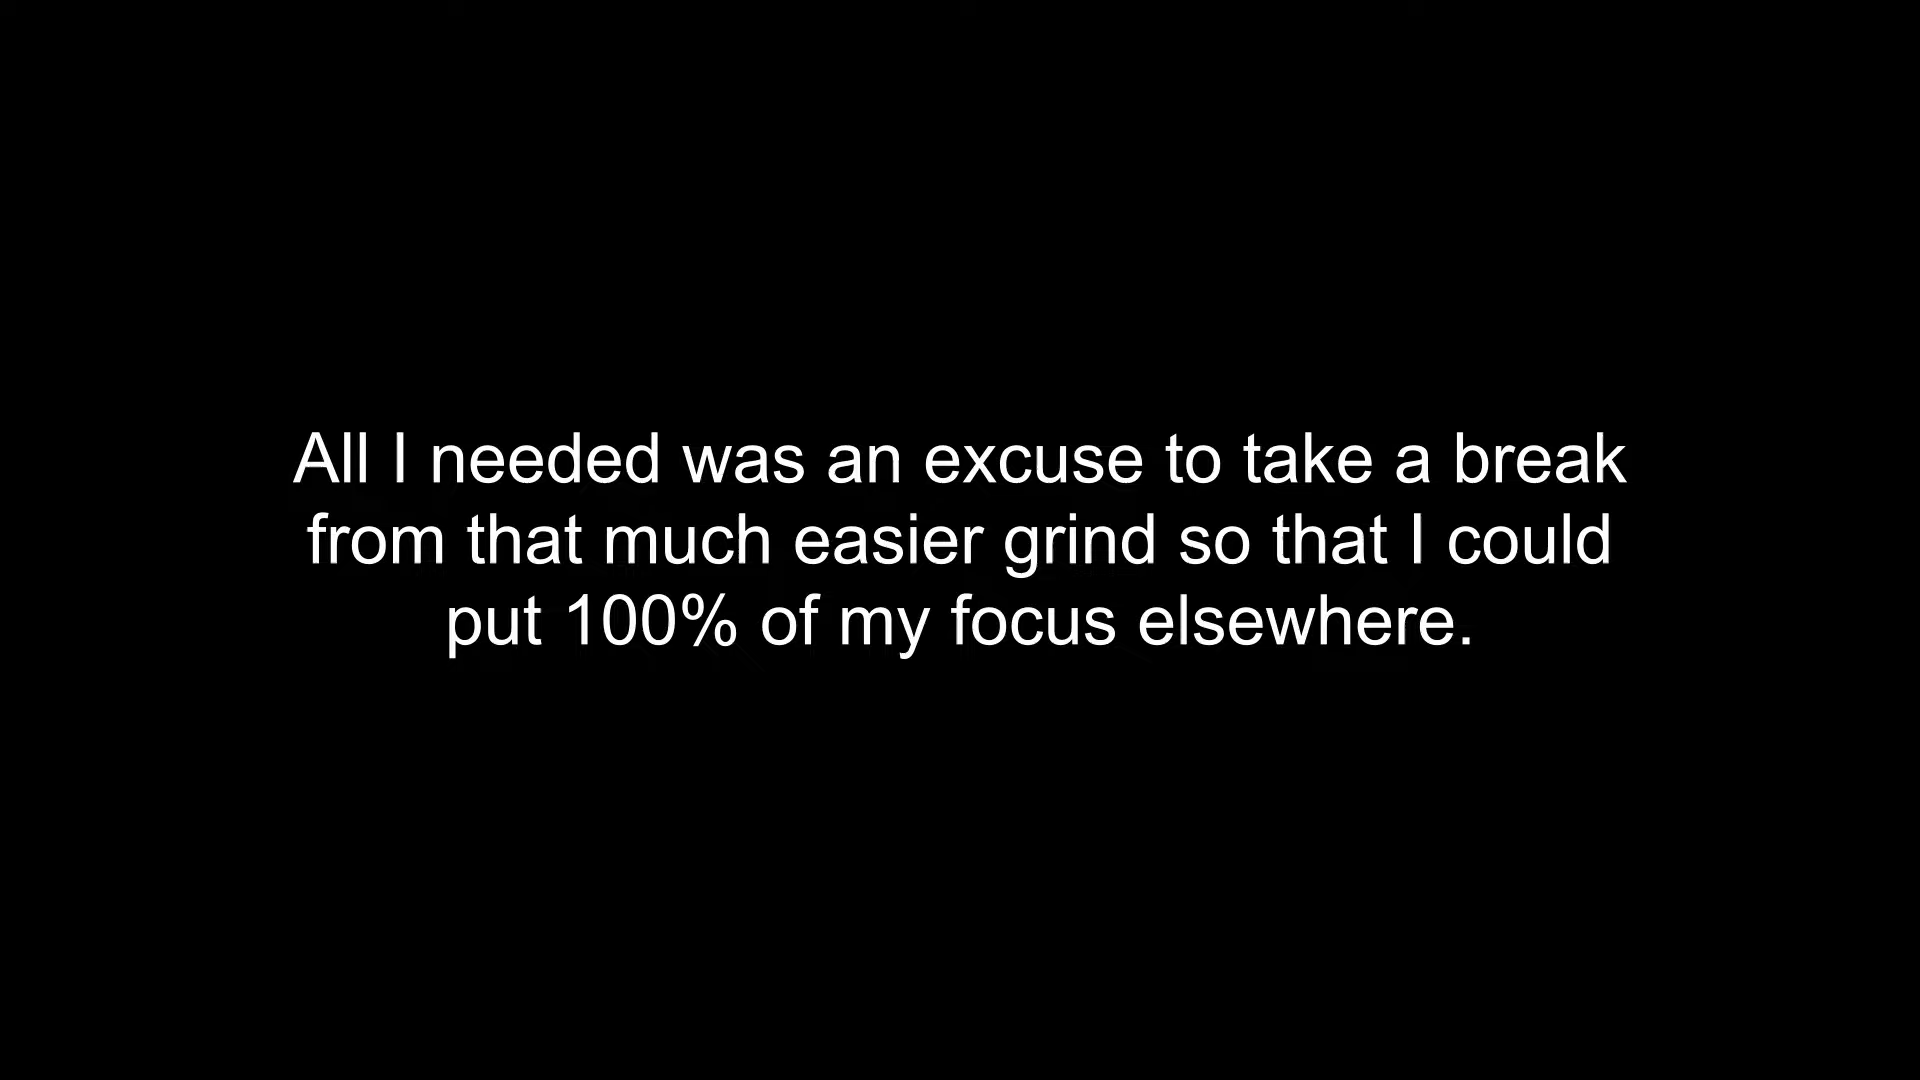 All I needed was an excuse to take a break
from that much easier grind so that I could
put 100% of my focus elsewhere.